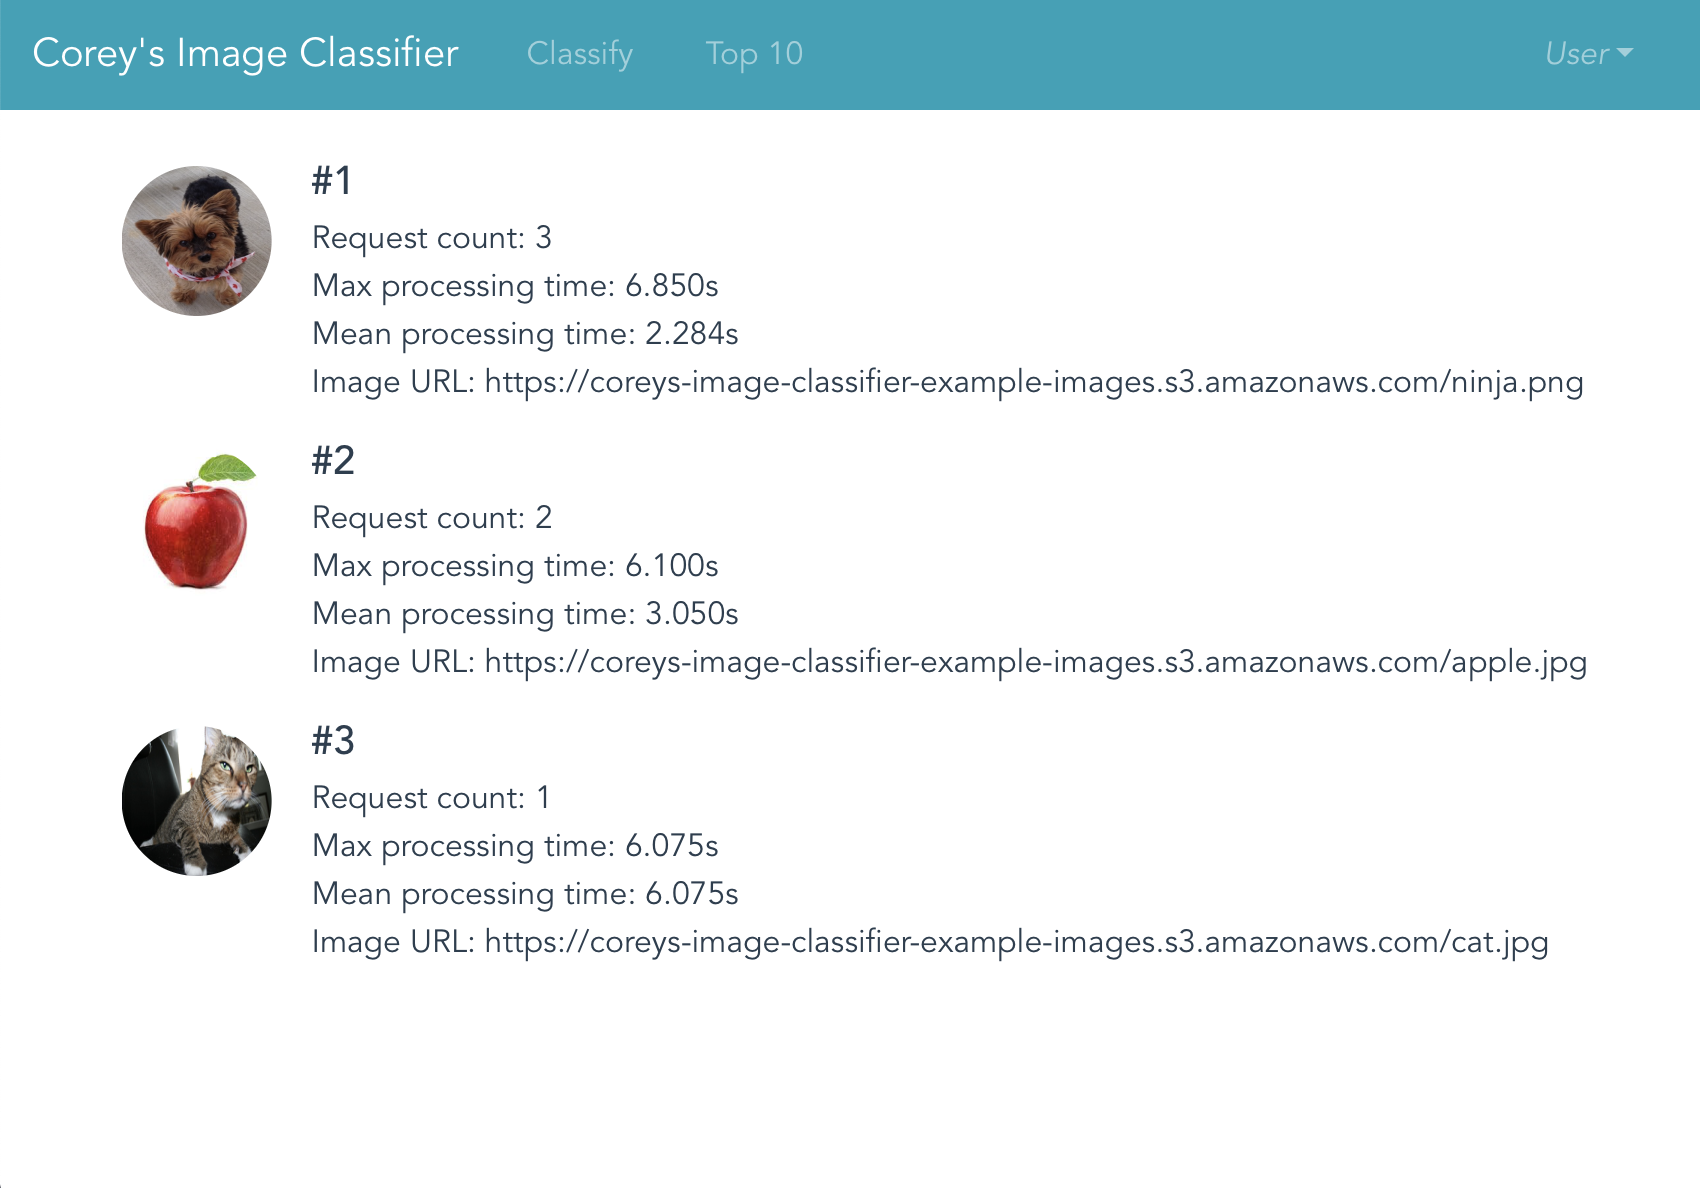 Corey's Image Classifier Classify Top 10 User
#1
Request count: 3
Max processing time: 6.850s
Mean processing time: 2.284s
Image URL: https://coreys-image-classifier-example-images.s3.amazonaws.com/ninja.png
#2
Request count: 2
Max processing time: 6.100s
Mean processing time: 3.050s
Image URL: https://coreys-image-classifier-example-images.s3.amazonaws.com/apple.jpg
#3
Request count: 1
Max processing time: 6.075s
Mean processing time: 6.075s
Image URL: https://coreys-image-classifier-example-images.s3.amazonaws.com/cat.jpg